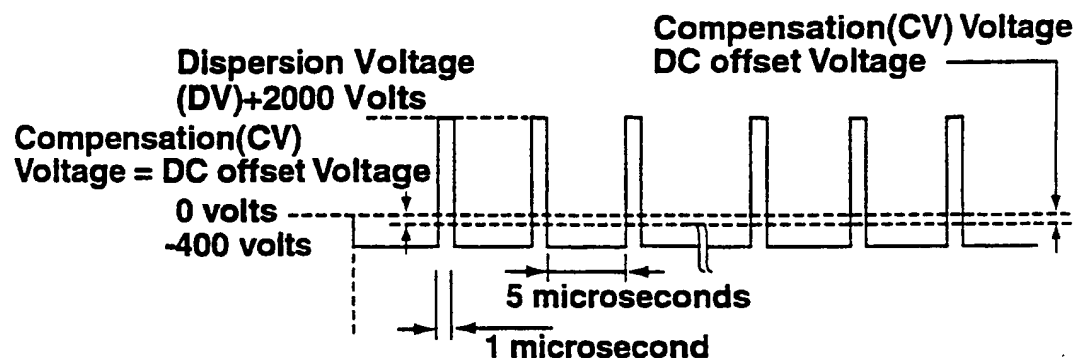 Compensation(CV) Voltage
DC offset Voltage
Dispersion Voltage
(DV)+2000 Volts
Compensation(CV)
Voltage = DC offset Voltage
0 volts
-400 volts
5 microseconds
1 microsecond